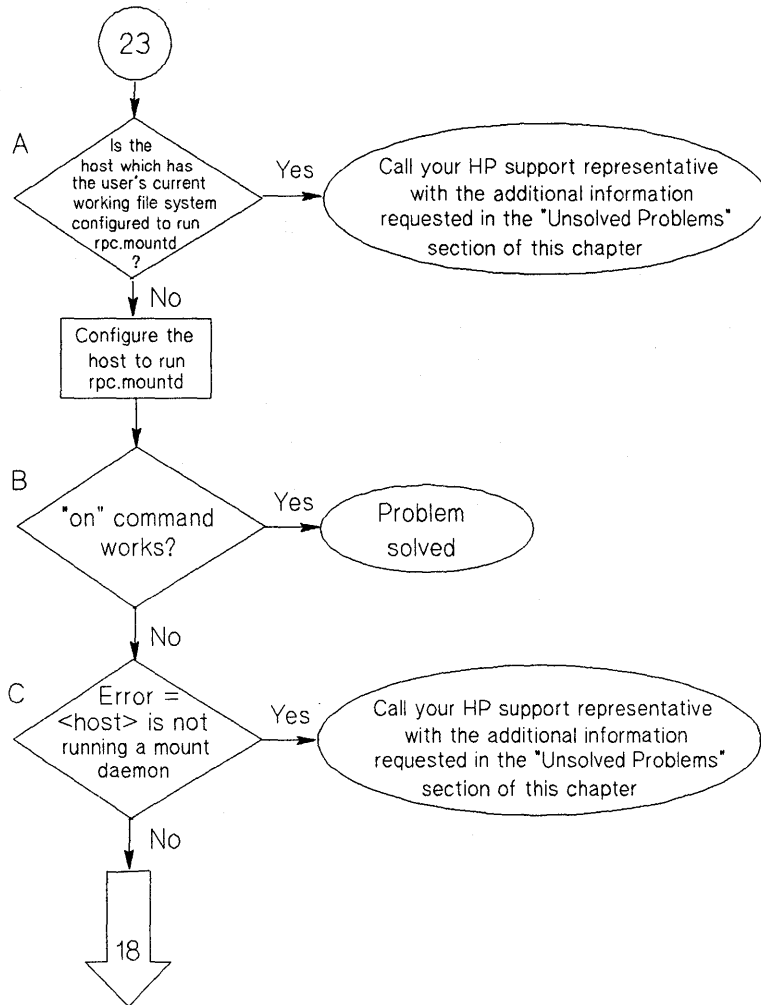 23
A
Is the
host which has
the user's current
working file system
configured to run
rpc.mountd
?
Yes
Call your HP support representative
with the additional information
requested in the "Unsolved Problems"
section of this chapter
No
Configure the
host to run
rpc.mountd
B
"on" command
works?
Yes
Problem
solved
No
C
Error =
<host> is not
running a mount
daemon
Yes
Call your HP support representative
with the additional information
requested in the "Unsolved Problems"
section of this chapter
No
18